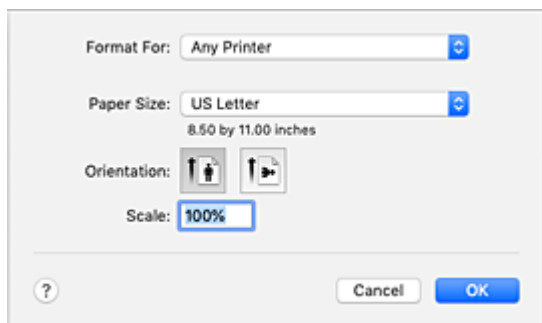 Format For: Any Printer
Paper Size: US Letter
8.50 by 11.00 inches
Orientation:
Scale: 100%
? Cancel OK